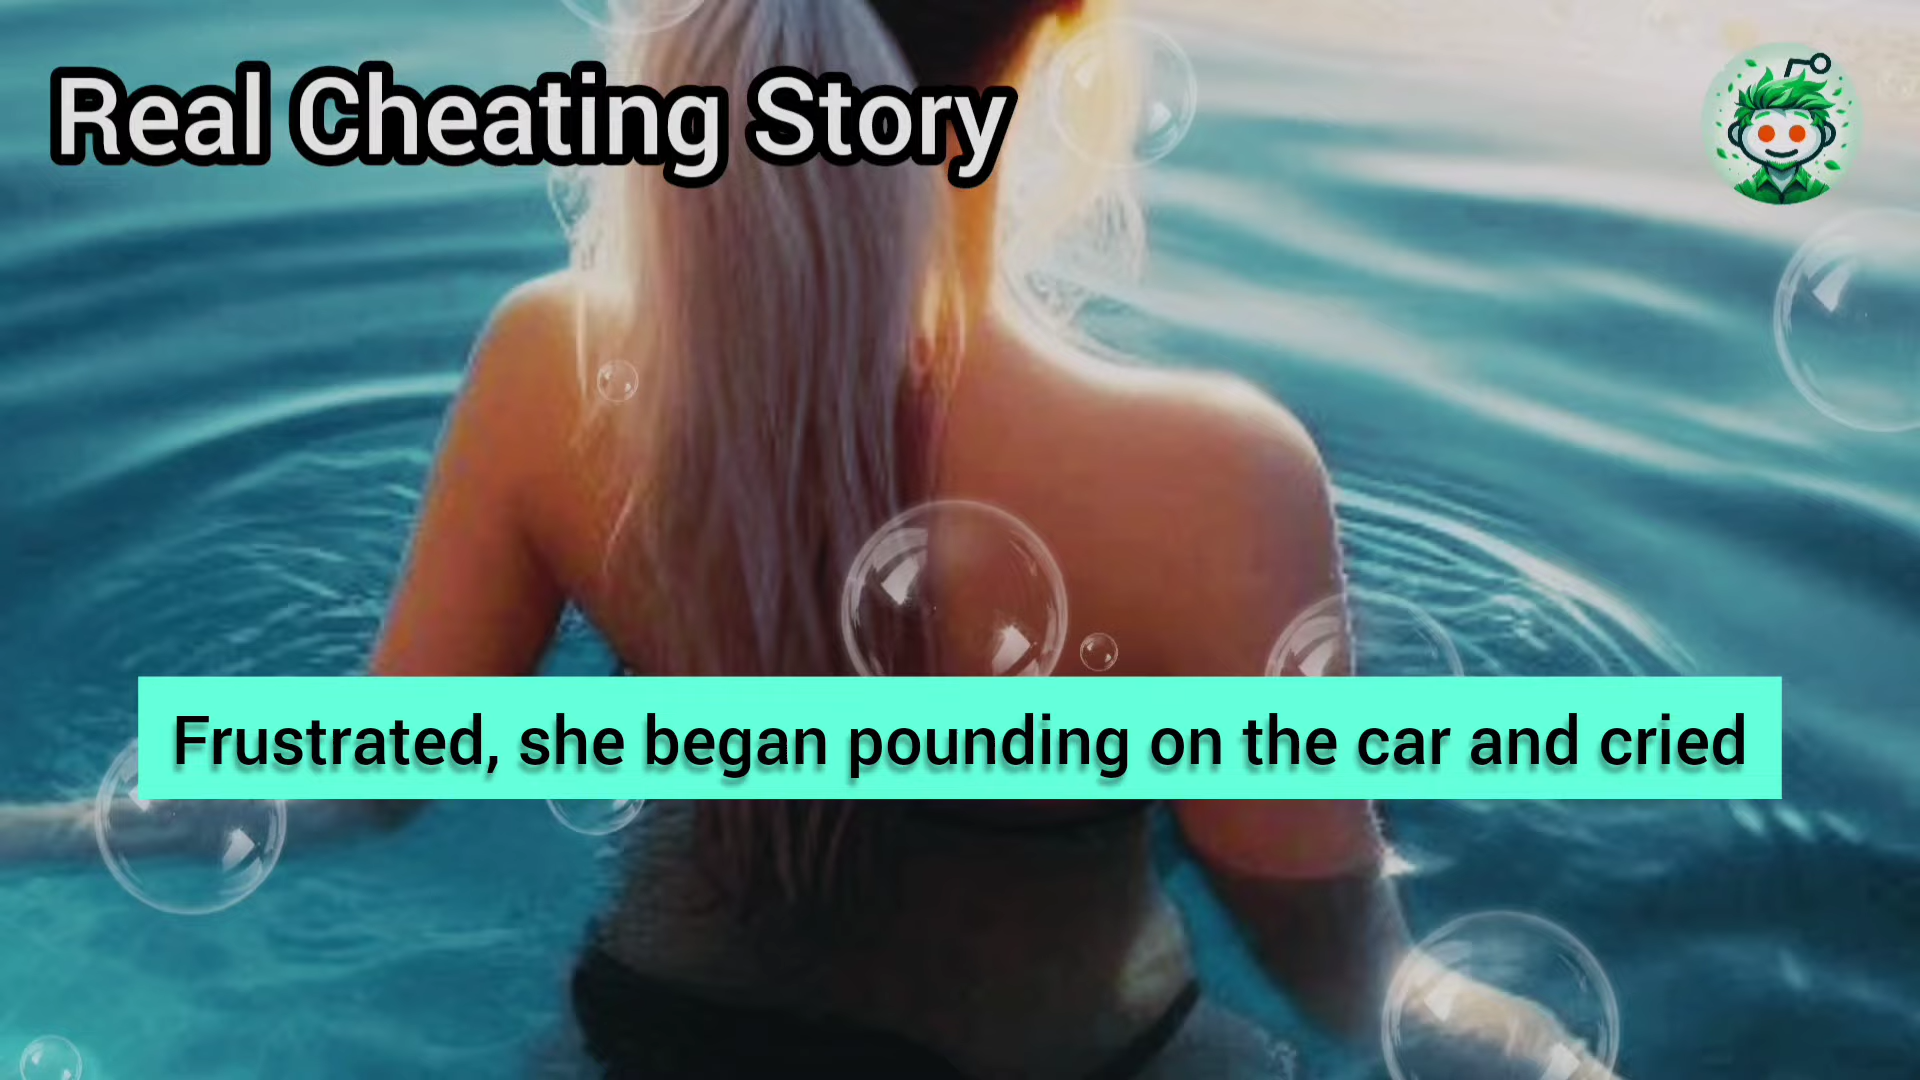 Real Cheating Story
Frustrated, she began pounding on the car and cried